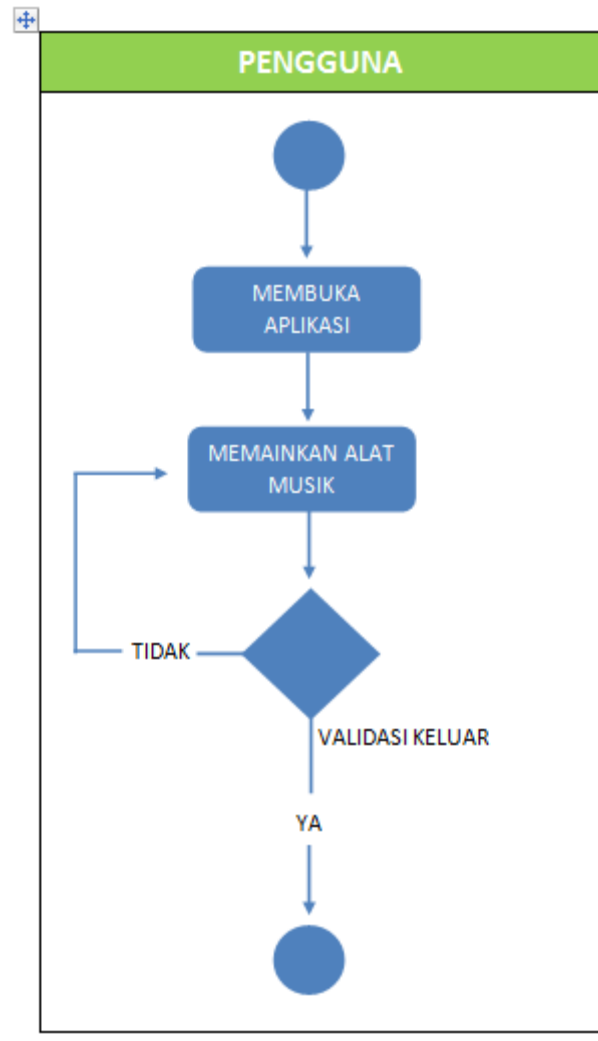 PENGGUNA
MEMBUKA
APLIKASI
MEMAINKAN ALAT
MUSIK
TIDAK
VALIDASI KELUAR
YA